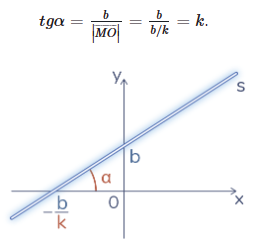 tgα = b/|MO| = b/(b/k) = k.
y
s
b
α
-b/k
0
x